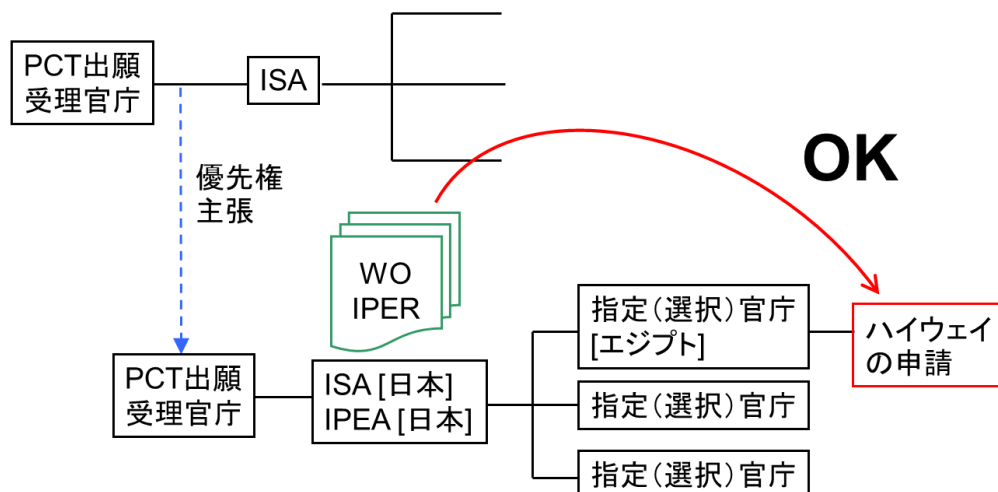 PCT出願
受理官庁
ISA
OK
優先権
主張
WO
IPER
指定(選択)官庁
[エジプト]
ハイウェイ
の申請
PCT出願
受理官庁
ISA [日本]
IPEA [日本]
指定(選択)官庁
指定(選択)官庁